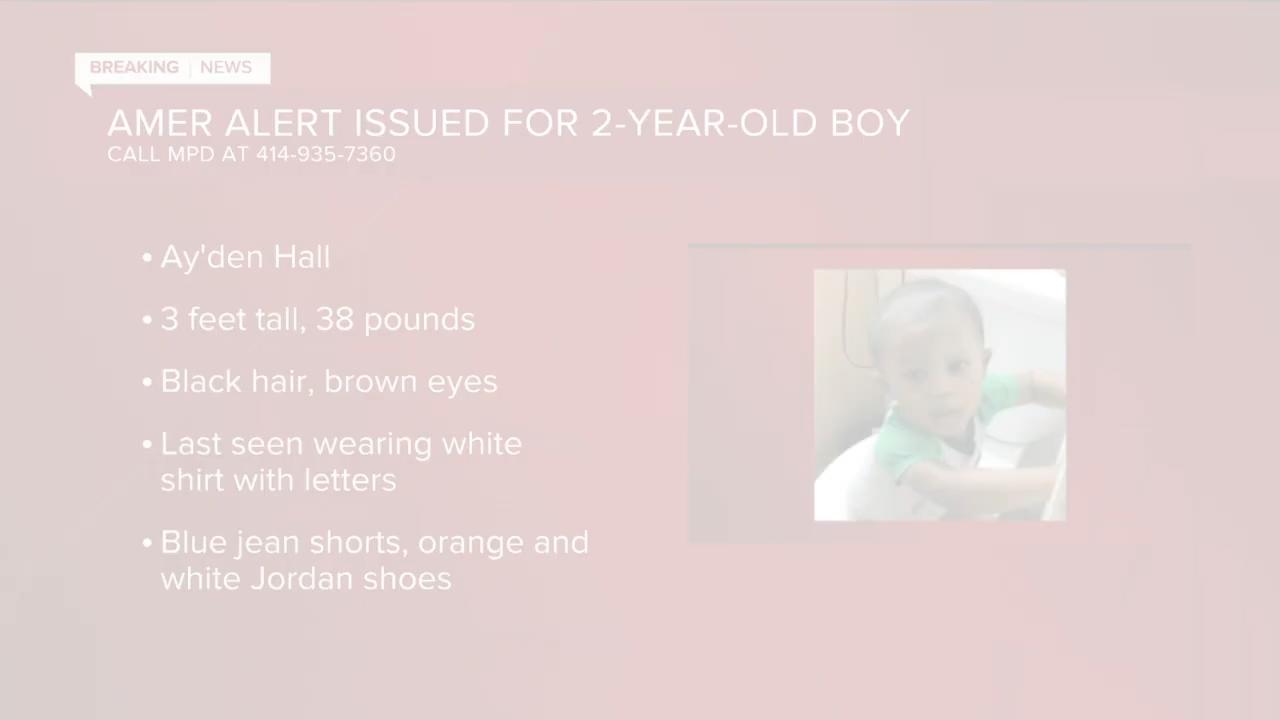 BREAKING | NEWS
AMER ALERT ISSUED FOR 2-YEAR-OLD BOY
CALL MPD AT 414-935-7360
• Ay'den Hall
• 3 feet tall, 38 pounds
• Black hair, brown eyes
• Last seen wearing white
shirt with letters
• Blue jean shorts, orange and
white Jordan shoes